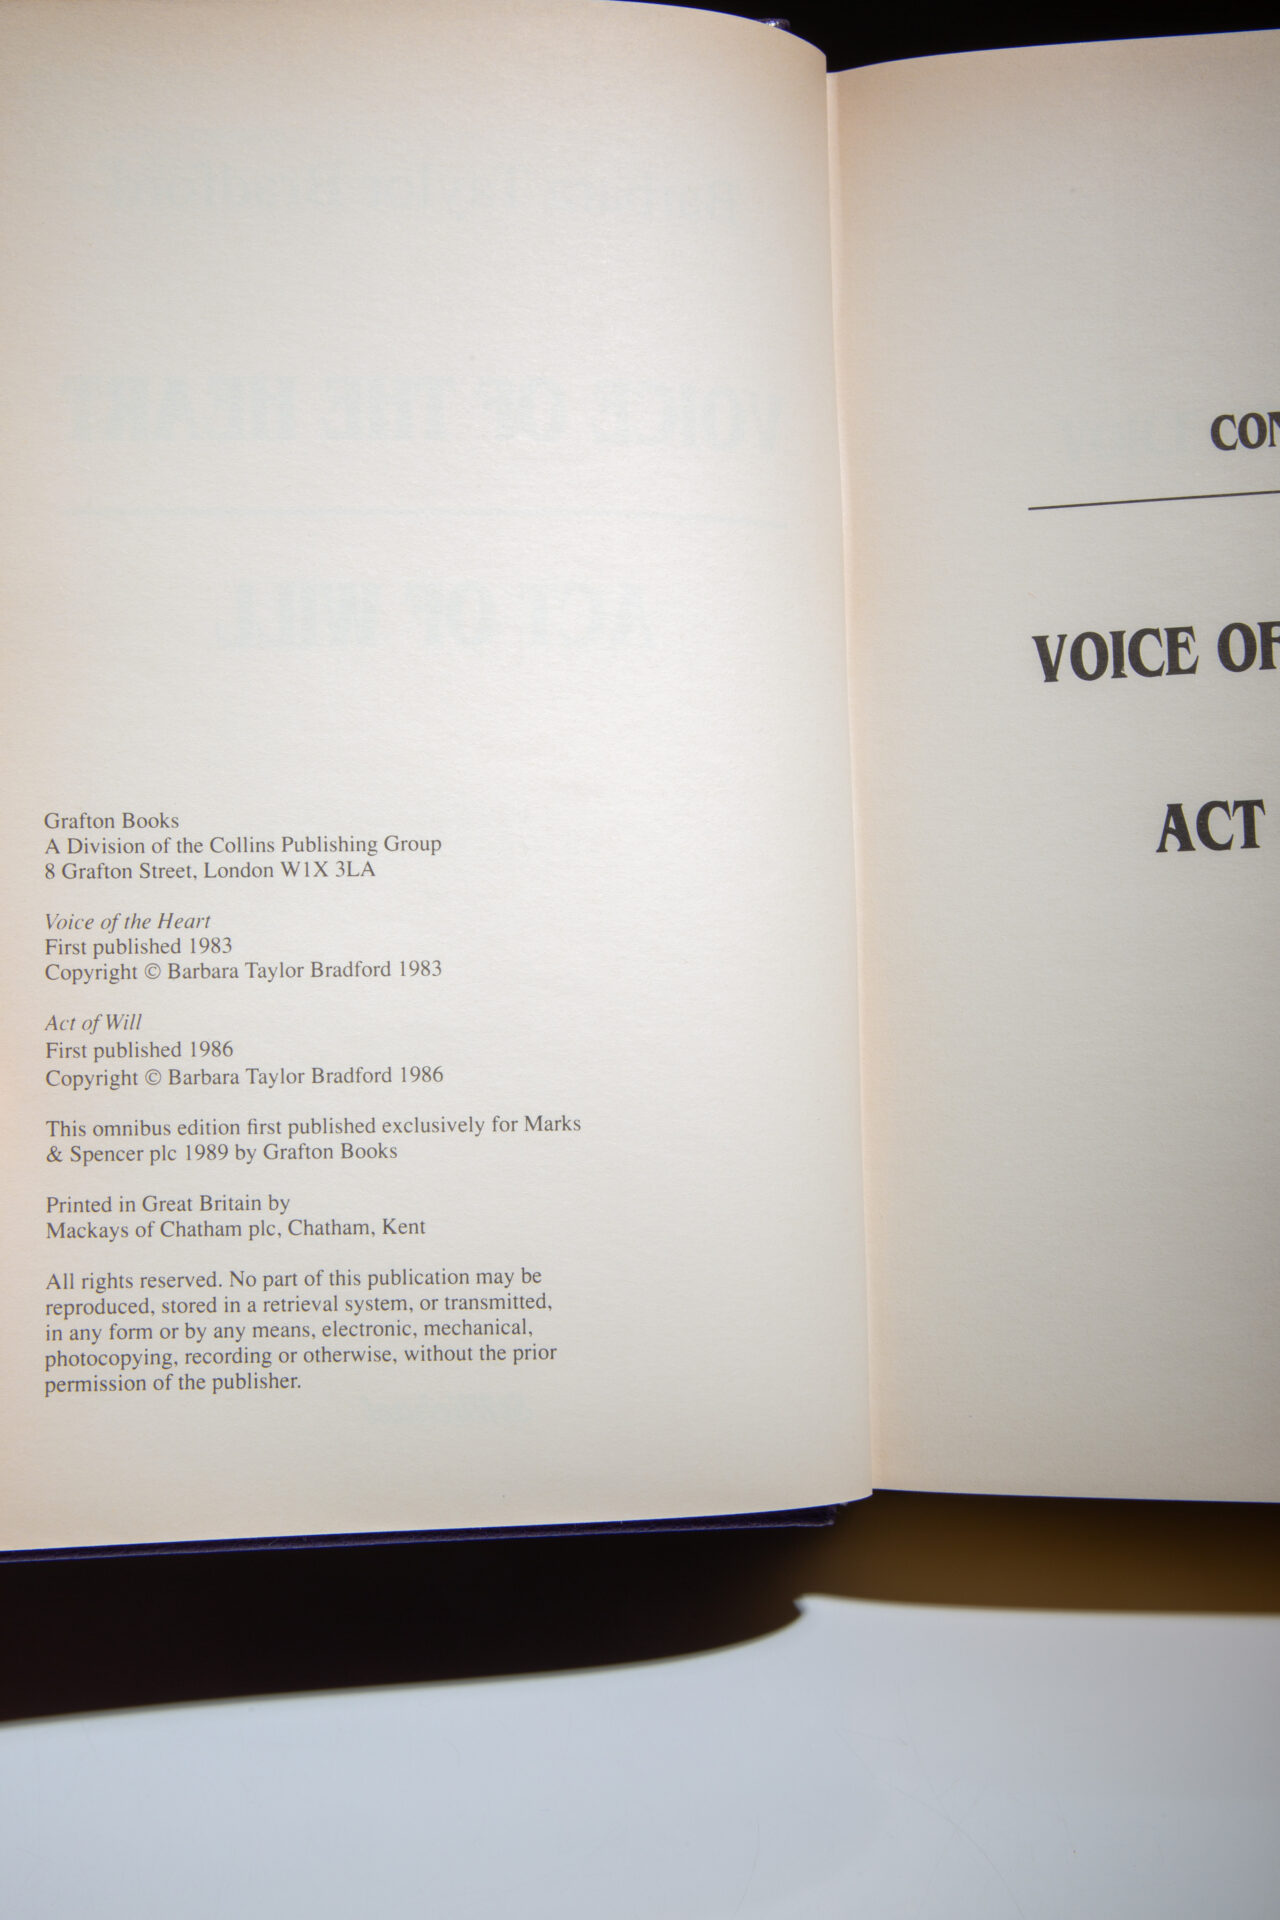 Grafton Books
A Division of the Collins Publishing Group
8 Grafton Street, London W1X 3LA
Voice of the Heart
First published 1983
Copyright © Barbara Taylor Bradford 1983
Act of Will
First published 1986
Copyright © Barbara Taylor Bradford 1986
This omnibus edition first published exclusively for Marks
& Spencer plc 1989 by Grafton Books
Printed in Great Britain by
Mackays of Chatham plc, Chatham, Kent
All rights reserved. No part of this publication may be
reproduced, stored in a retrieval system, or transmitted,
in any form or by any means, electronic, mechanical,
photocopying, recording or otherwise, without the prior
permission of the publisher.
CON
VOICE OF
ACT